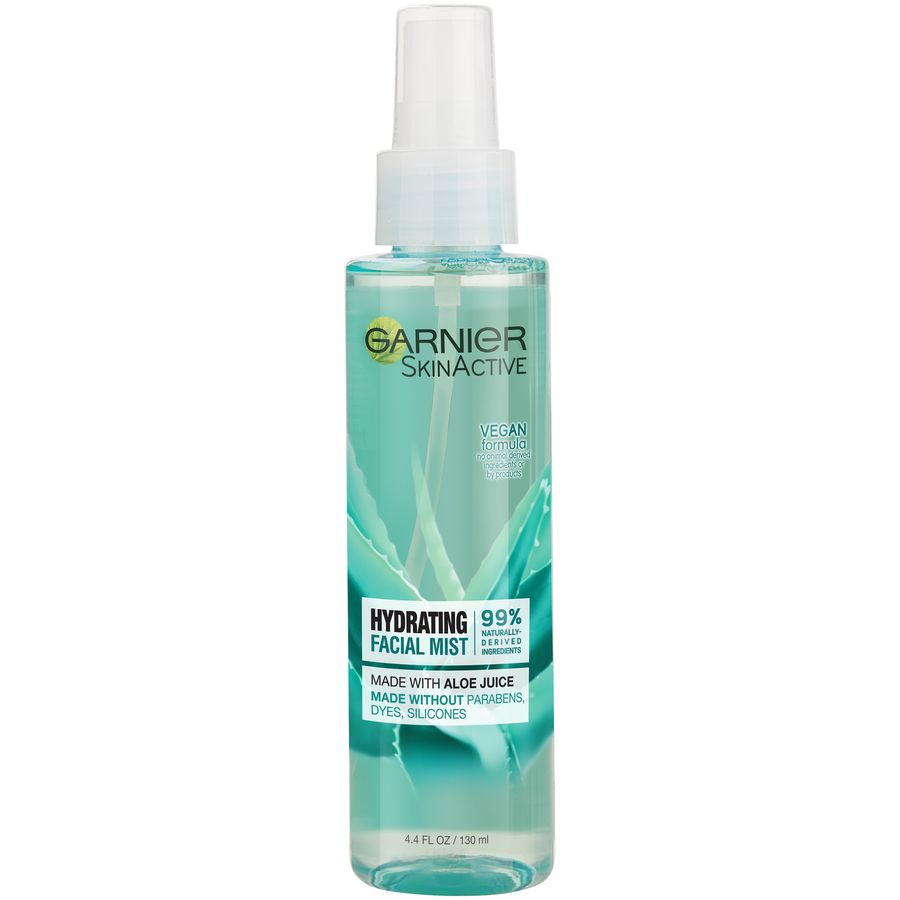 GARNIER
SKINACTIVE
VEGAN
formula
no animal derived
ingredients or
by products
HYDRATING
FACIAL MIST
99%
NATURALLY-
DERIVED
INGREDIENTS
MADE WITH ALOE JUICE
MADE WITHOUT PARABENS,
DYES, SILICONES
4.4 FL OZ / 130 ml